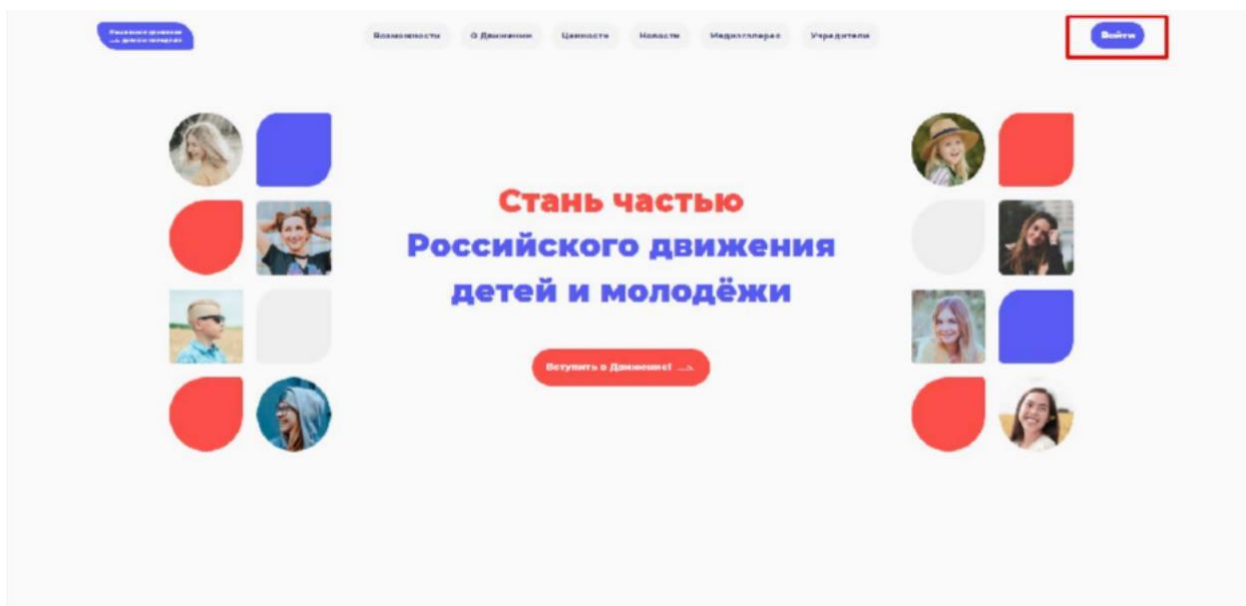 Возможности
О Движении
Ценности
Новости
Медиагалерея
Учредители
Войти
Стань частью
Российского движения
детей и молодёжи
Вступить в Движение!